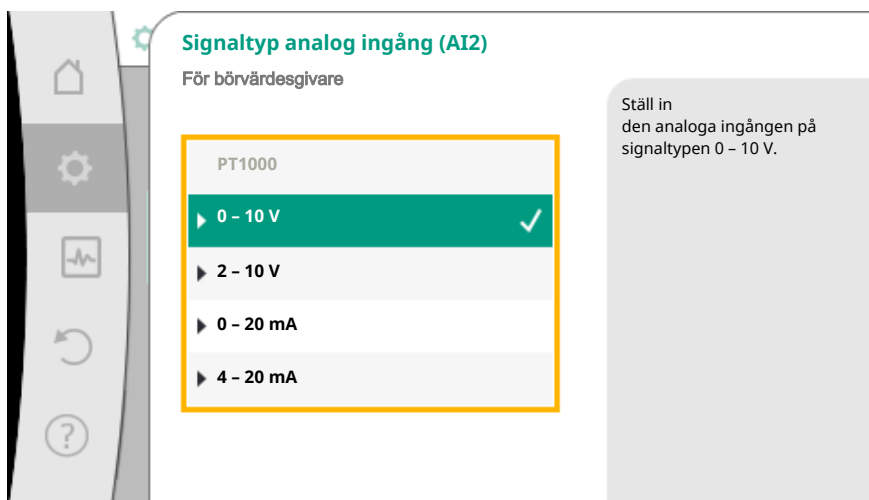 Signaltyp analog ingång (AI2)
För börvärdesgivare
PT1000
0 – 10 V
2 – 10 V
0 – 20 mA
4 – 20 mA
Ställ in
den analoga ingången på
signaltypen 0 – 10 V.
?